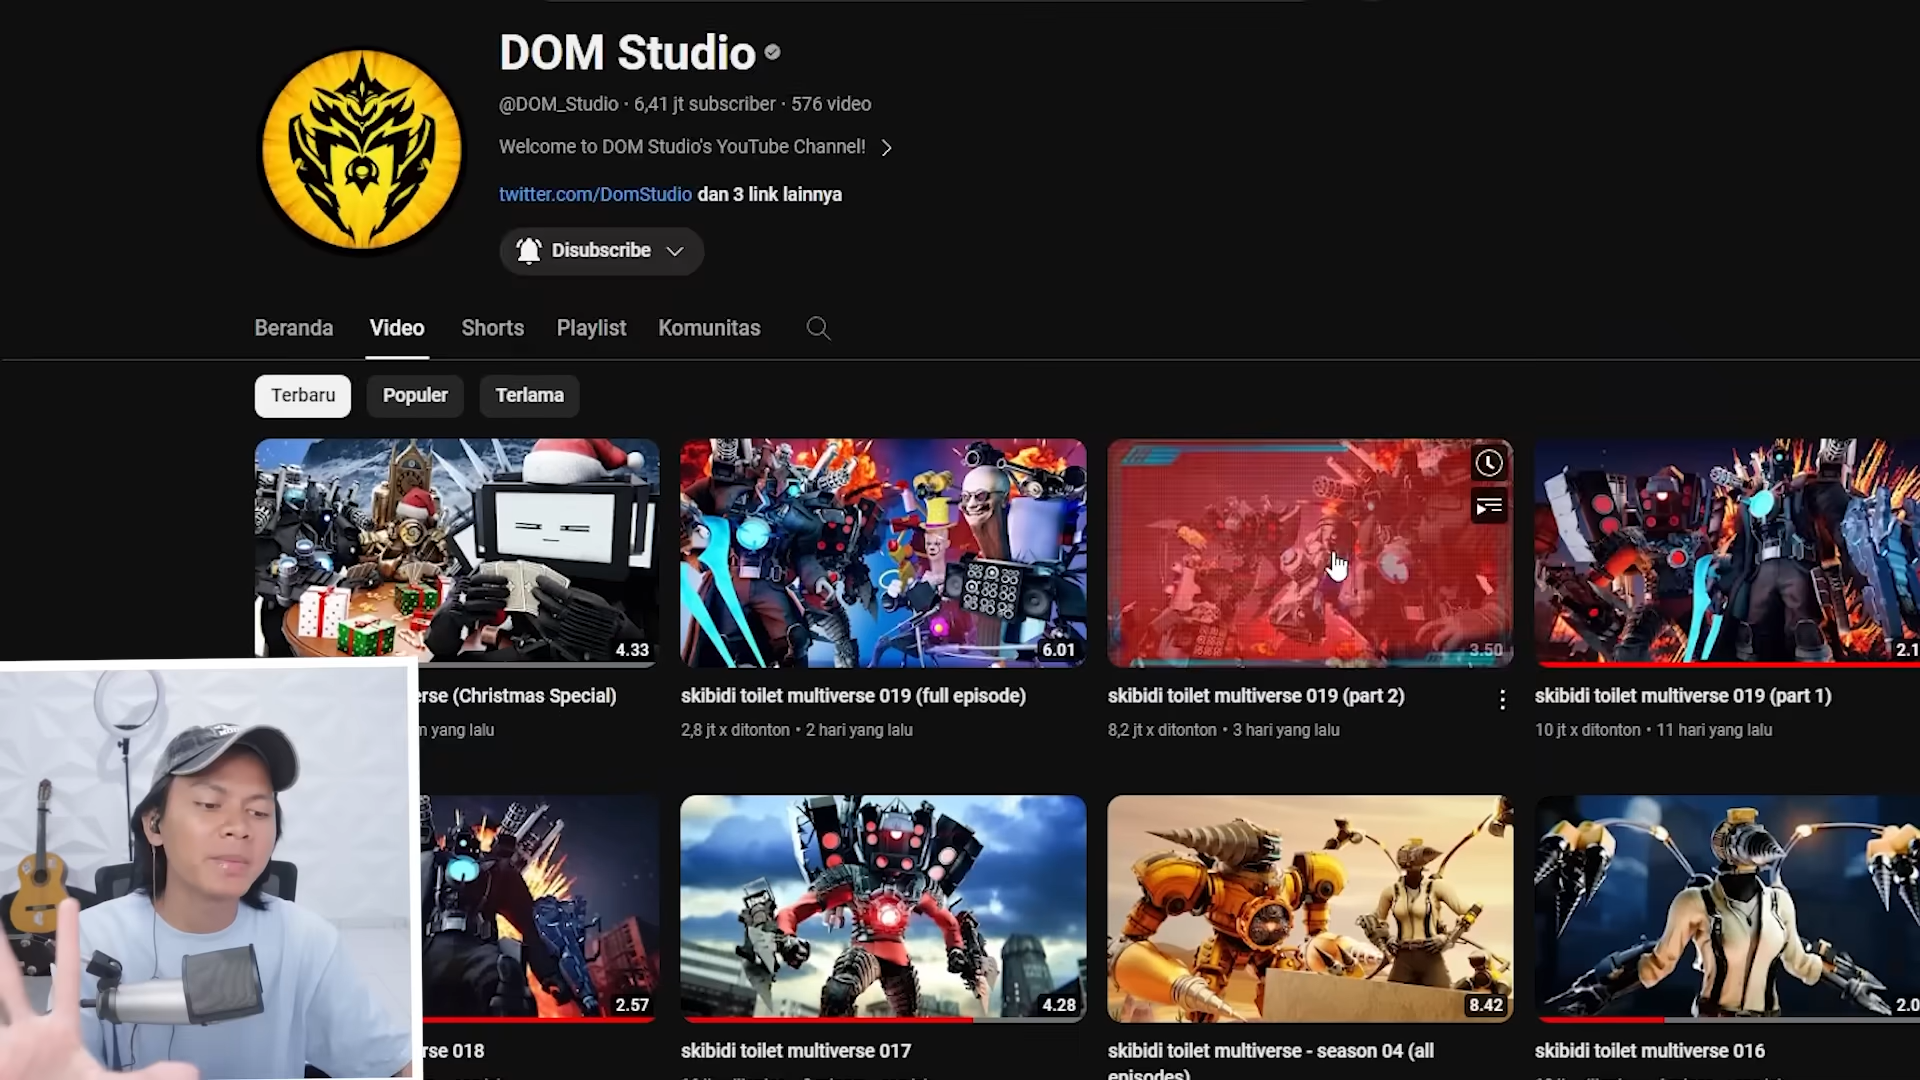 DOM Studio
@DOM_Studio · 6,41 jt subscriber · 576 video
Welcome to DOM Studio's YouTube Channel!
twitter.com/DomStudio dan 3 link lainnya
Disubscribe
Beranda Video Shorts Playlist Komunitas
Terbaru Populer Terlama
4.33 6.01 3.50 2.1
erse (Christmas Special) skibidi toilet multiverse 019 (full episode) skibidi toilet multiverse 019 (part 2) skibidi toilet multiverse 019 (part 1)
yang lalu 2,8 jt x ditonton · 2 hari yang lalu 8,2 jt x ditonton · 3 hari yang lalu 10 jt x ditonton · 11 hari yang lalu
2.57 4.28 8.42 2.0
rse 018 skibidi toilet multiverse 017 skibidi toilet multiverse - season 04 (all skibidi toilet multiverse 016
episodes)